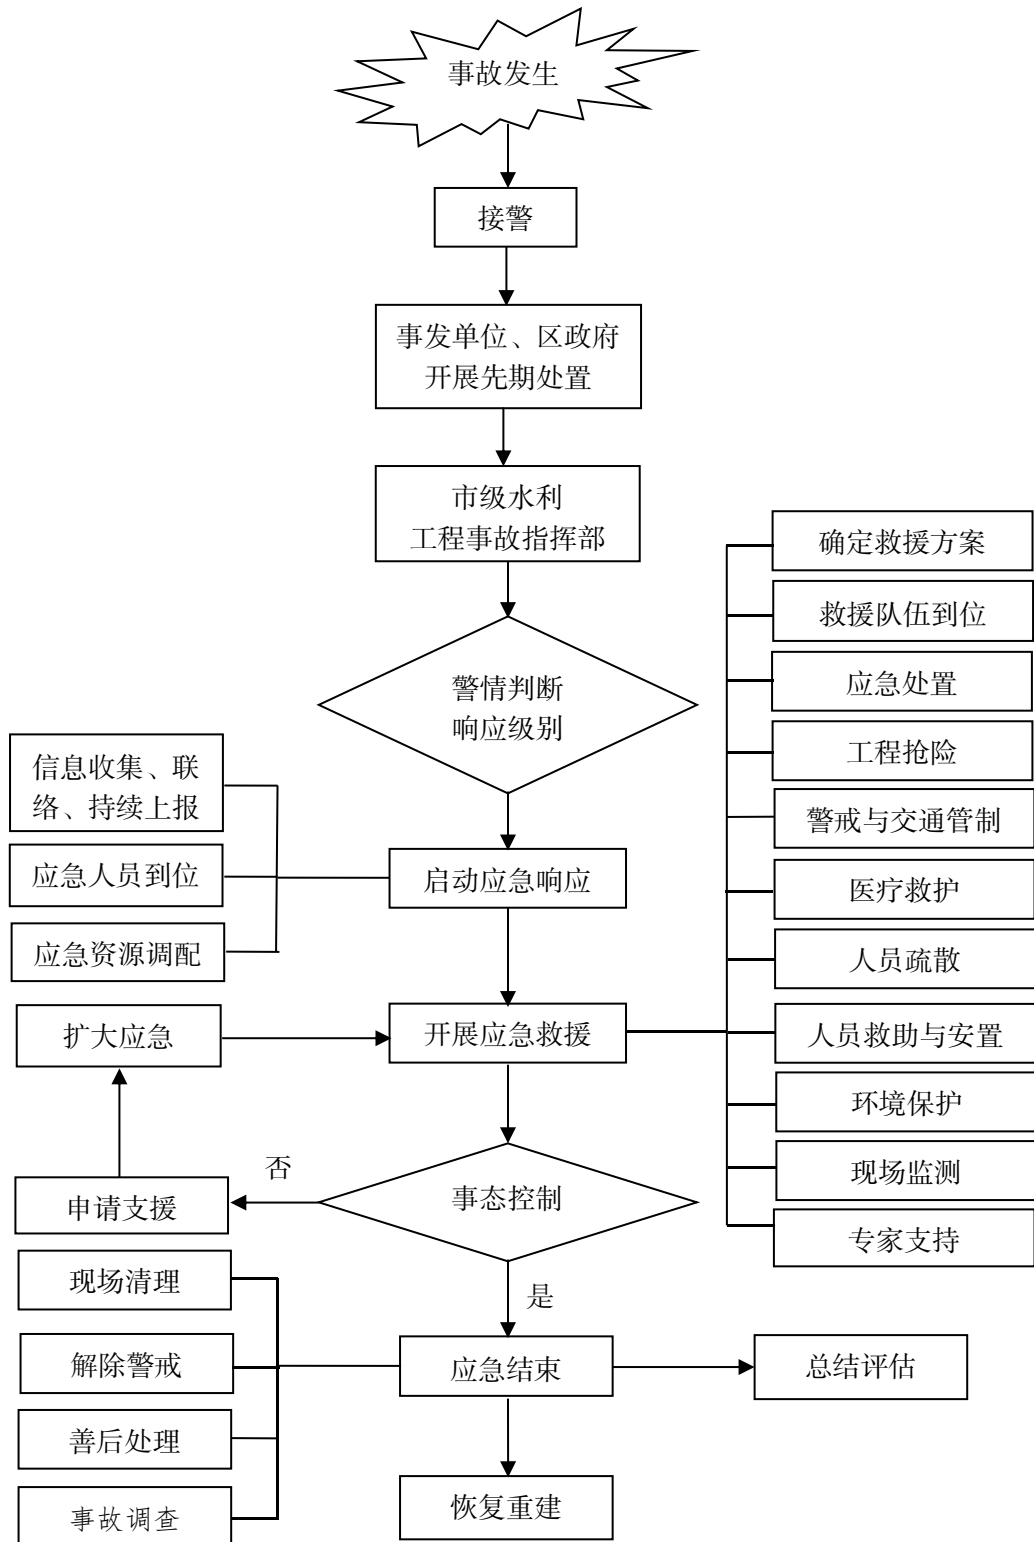 事故发生
接警
事发单位、区政府
开展先期处置
市级水利
工程事故指挥部
警情判断
响应级别
启动应急响应
信息收集、联
络、持续上报
应急人员到位
应急资源调配
开展应急救援
确定救援方案
救援队伍到位
应急处置
工程抢险
警戒与交通管制
医疗救护
人员疏散
人员救助与安置
环境保护
现场监测
专家支持
扩大应急
申请支援
否
事态控制
是
现场清理
解除警戒
善后处理
事故调查
应急结束
总结评估
恢复重建